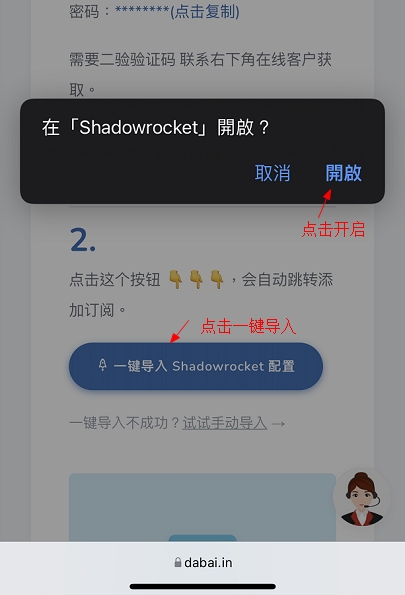 密码：********(点击复制)
需要二验验证码 联系右下角在线客户获
取。
在「Shadowrocket」開啟？
取消
開啟
点击开启
2.
点击这个按钮 👇👇👇，会自动跳转添
加订阅。
点击一键导入
一键导入 Shadowrocket 配置
一键导入不成功？试试手动导入 →
dabai.in